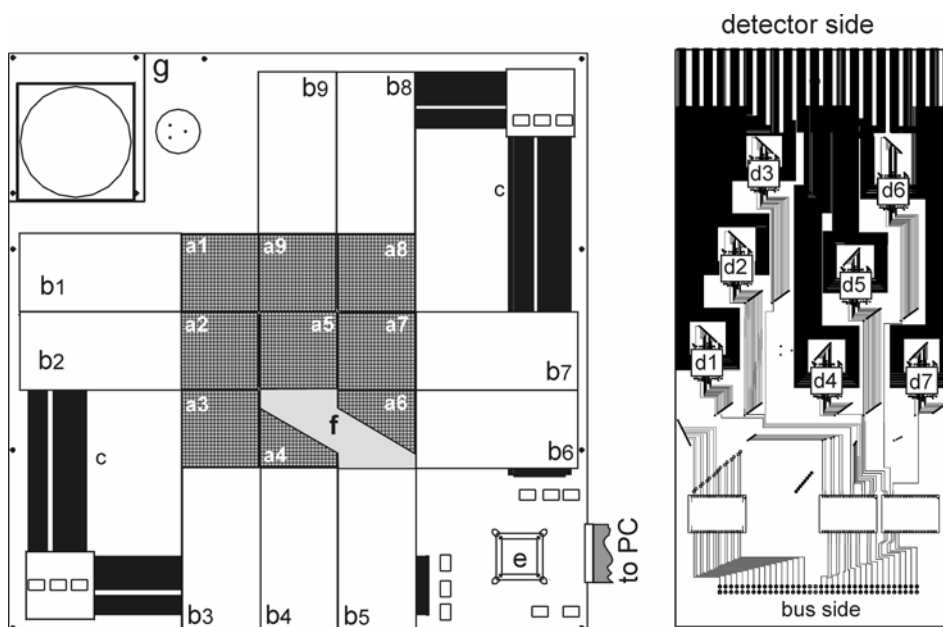 detector side
g
b9
b8
c
a1
a9
a8
b1
a2
a5
a7
b2
b7
a3
f
a6
a4
b6
c
e
to PC
b3
b4
b5
d3
d6
d2
d5
d1
d4
d7
bus side